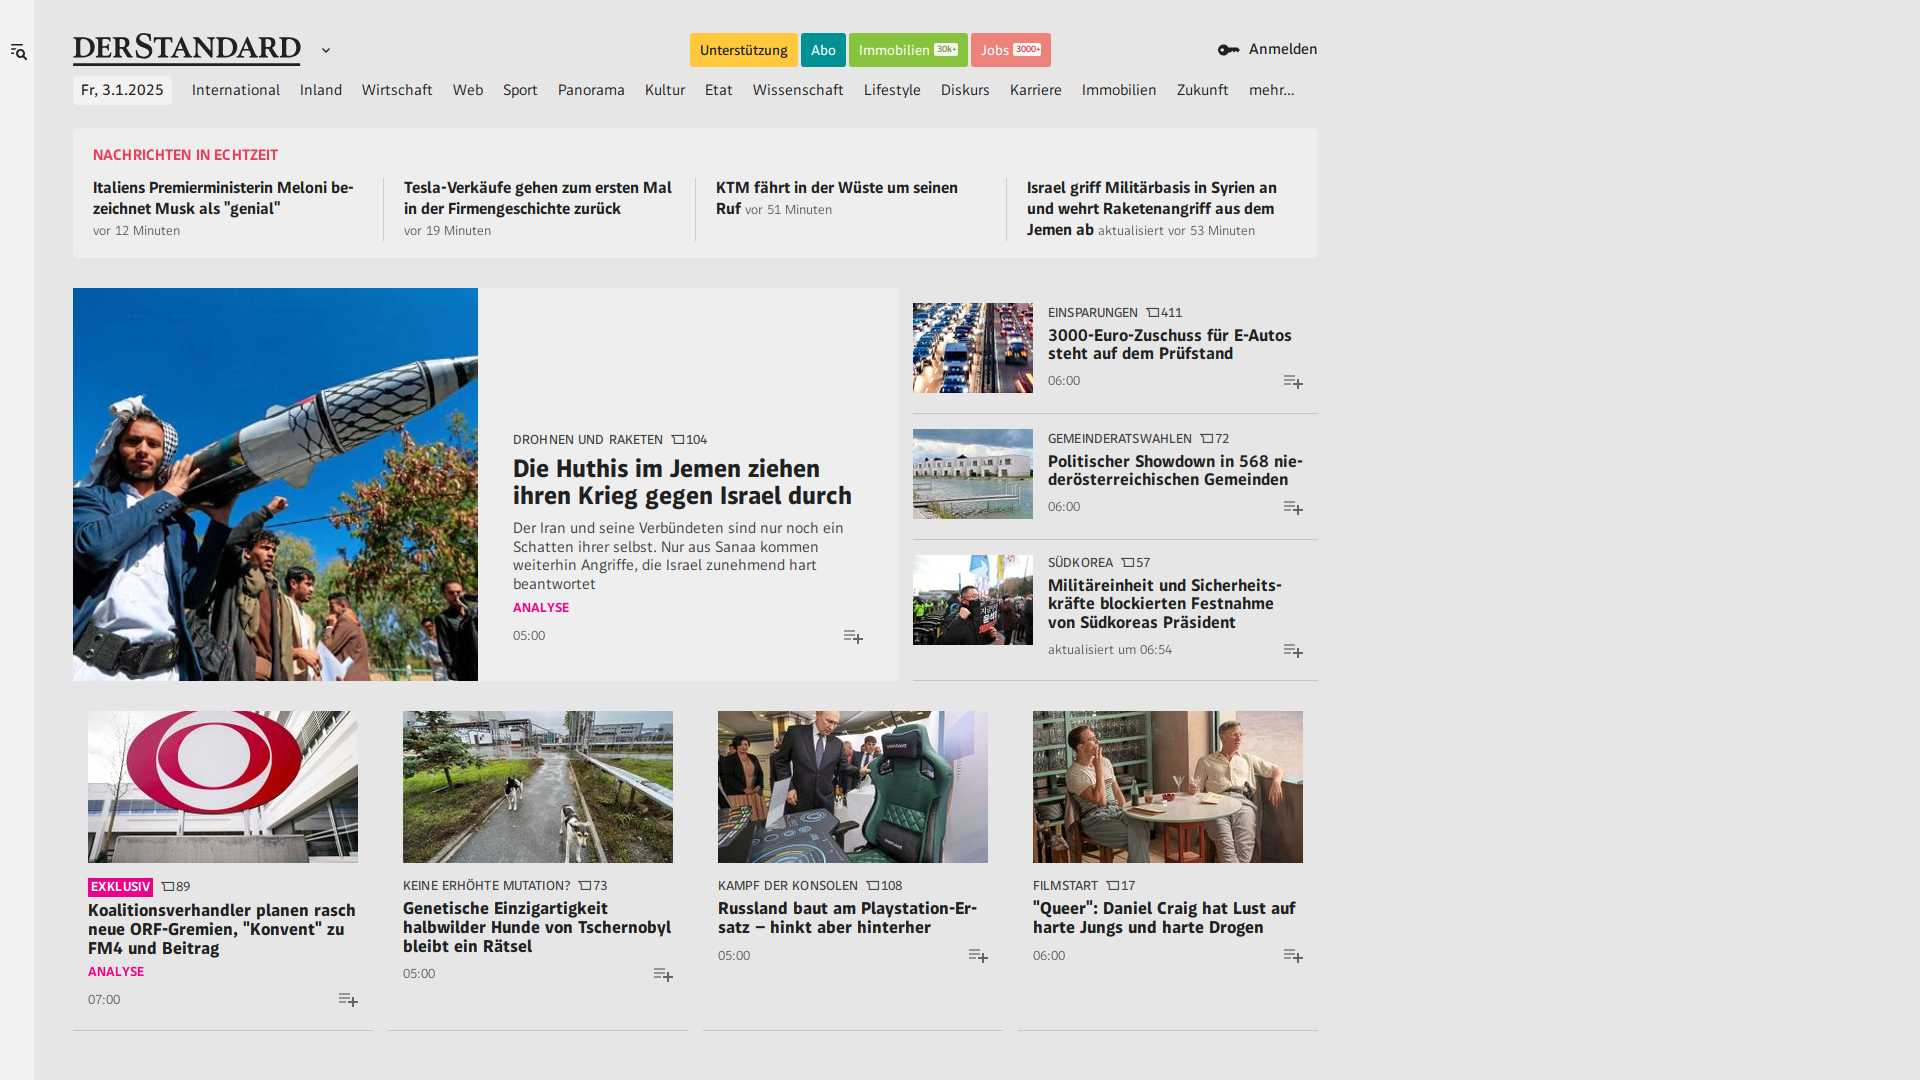 DERSTANDARD
Unterstützung
Abo
Immobilien 30k+
Jobs 3000+
Anmelden
Fr, 3.1.2025
International
Inland
Wirtschaft
Web
Sport
Panorama
Kultur
Etat
Wissenschaft
Lifestyle
Diskurs
Karriere
Immobilien
Zukunft
mehr...
NACHRICHTEN IN ECHTZEIT
Italiens Premierministerin Meloni be-
zeichnet Musk als "genial"
vor 12 Minuten
Tesla-Verkäufe gehen zum ersten Mal
in der Firmengeschichte zurück
vor 19 Minuten
KTM fährt in der Wüste um seinen
Ruf vor 51 Minuten
Israel griff Militärbasis in Syrien an
und wehrt Raketenangriff aus dem
Jemen ab aktualisiert vor 53 Minuten
DROHNEN UND RAKETEN 104
Die Huthis im Jemen ziehen
ihren Krieg gegen Israel durch
Der Iran und seine Verbündeten sind nur noch ein
Schatten ihrer selbst. Nur aus Sanaa kommen
weiterhin Angriffe, die Israel zunehmend hart
beantwortet
ANALYSE
05:00
EINSPARUNGEN 411
3000-Euro-Zuschuss für E-Autos
steht auf dem Prüfstand
06:00
GEMEINDERATSWAHLEN 72
Politischer Showdown in 568 nie-
derösterreichischen Gemeinden
06:00
SÜDKOREA 57
Militäreinheit und Sicherheits-
kräfte blockierten Festnahme
von Südkoreas Präsident
aktualisiert um 06:54
EXKLUSIV 89
Koalitionsverhandler planen rasch
neue ORF-Gremien, "Konvent" zu
FM4 und Beitrag
ANALYSE
07:00
KEINE ERHÖHTE MUTATION? 73
Genetische Einzigartigkeit
halbwilder Hunde von Tschernobyl
bleibt ein Rätsel
05:00
KAMPF DER KONSOLEN 108
Russland baut am Playstation-Er-
satz – hinkt aber hinterher
05:00
FILMSTART 17
"Queer": Daniel Craig hat Lust auf
harte Jungs und harte Drogen
06:00